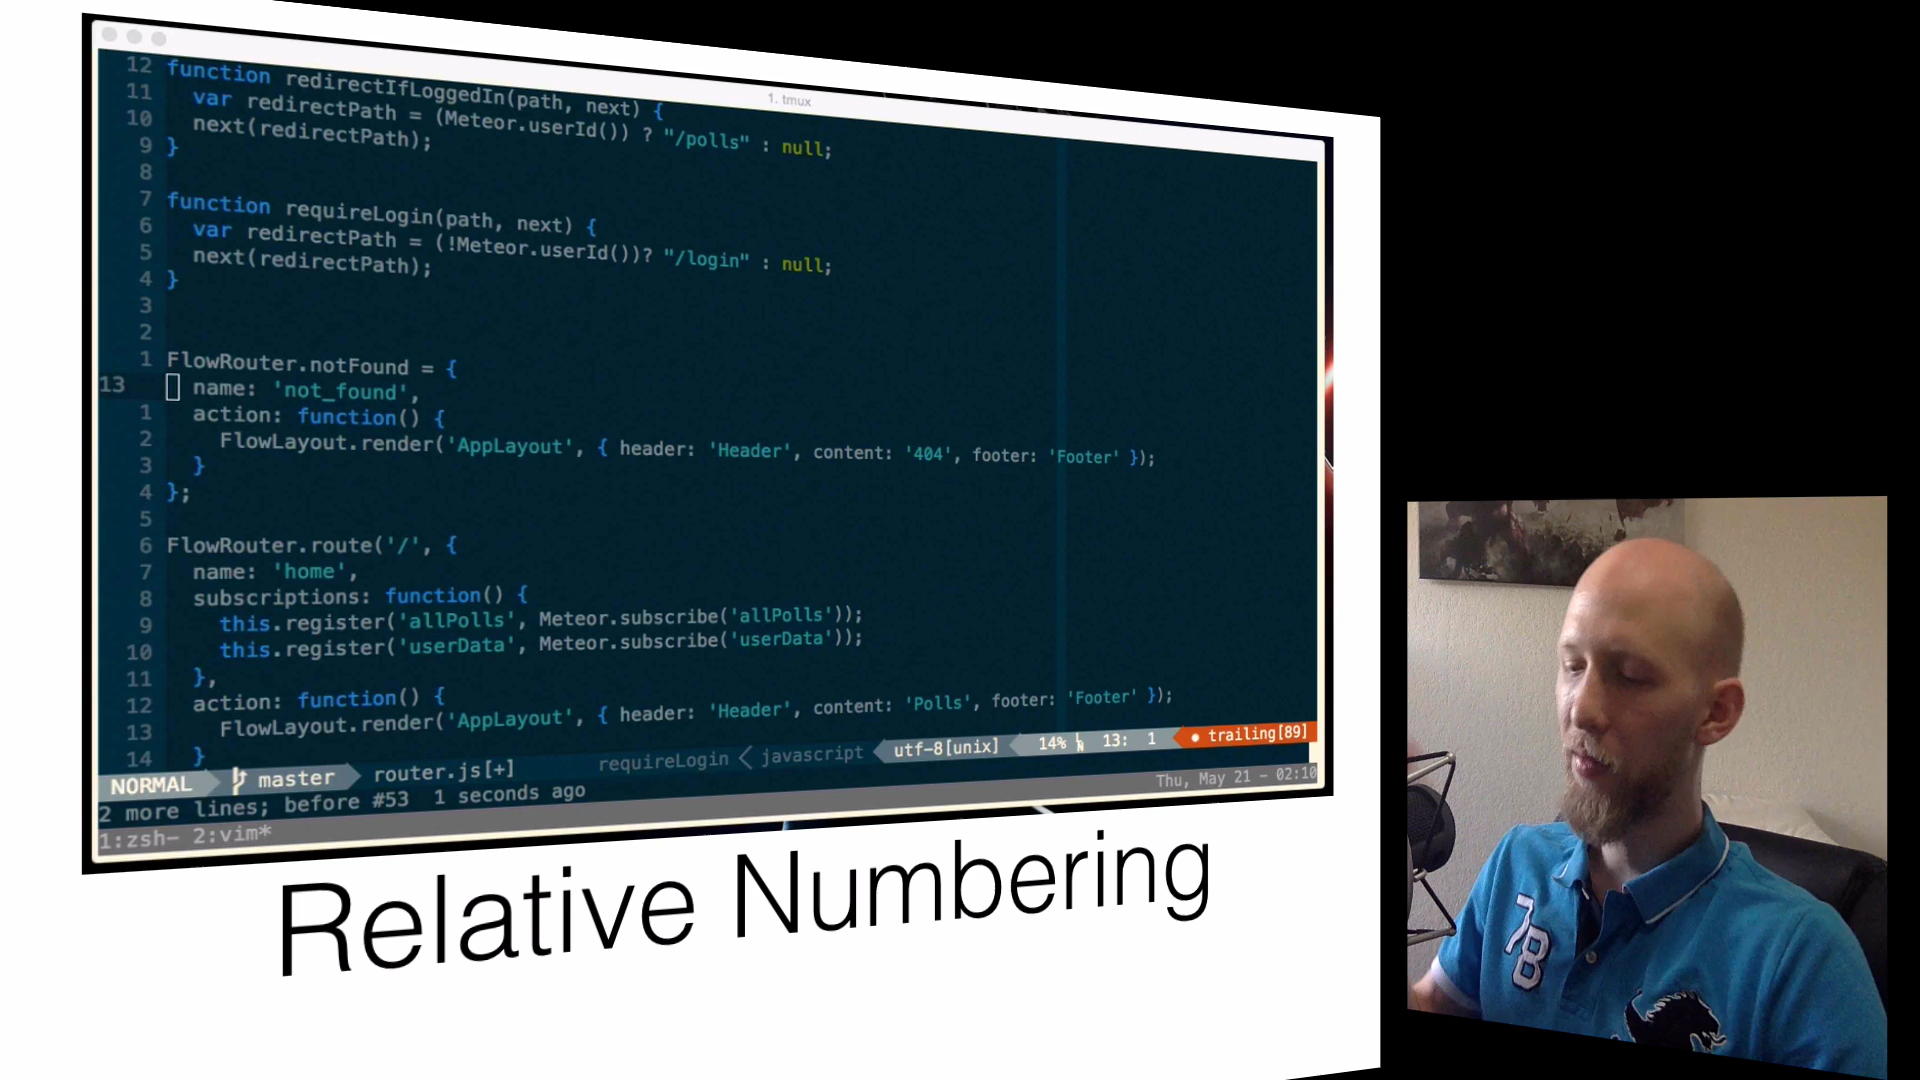 1. tmux
12 function redirectIfLoggedIn(path, next) {
11 var redirectPath = (Meteor.userId()) ? "/polls" : null;
10 next(redirectPath);
9 }
8
7 function requireLogin(path, next) {
6 var redirectPath = (!Meteor.userId())? "/login" : null;
5 next(redirectPath);
4 }
3
2
1 FlowRouter.notFound = {
13 name: 'not_found',
1 action: function() {
2 FlowLayout.render('AppLayout', { header: 'Header', content: '404', footer: 'Footer' });
3 }
4 };
5
6 FlowRouter.route('/', {
7 name: 'home',
8 subscriptions: function() {
9 this.register('allPolls', Meteor.subscribe('allPolls'));
10 this.register('userData', Meteor.subscribe('userData'));
11 },
12 action: function() {
13 FlowLayout.render('AppLayout', { header: 'Header', content: 'Polls', footer: 'Footer' });
14 }
NORMAL master router.js[+] requireLogin < javascript utf-8[unix] 14% 13: 1 • trailing[89]
2 more lines; before #53 1 seconds ago
1:zsh- 2:vim* Thu, May 21 - 02:10
Relative Numbering
78